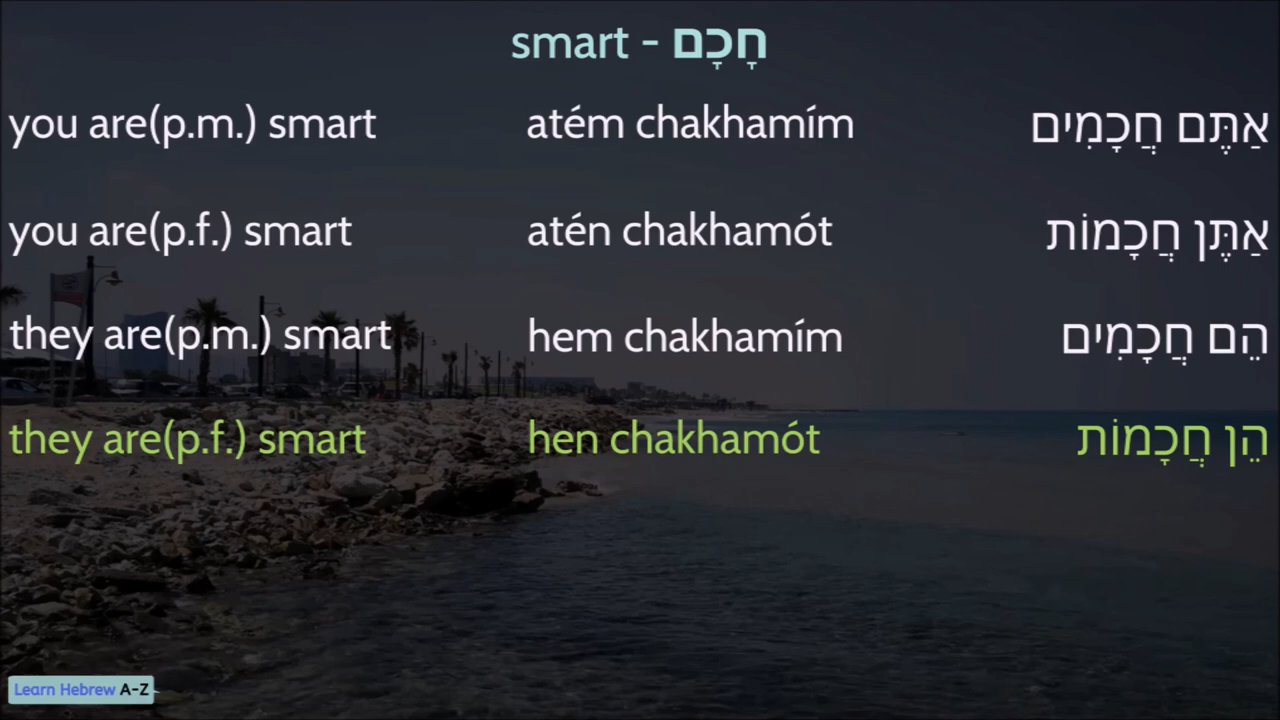 smart - חָכָם
you are(p.m.) smart atém chakhamím אַתֶּם חֲכָמִים
you are(p.f.) smart atén chakhamót אַתֶּן חֲכָמוֹת
they are(p.m.) smart hem chakhamím הֵם חֲכָמִים
they are(p.f.) smart hen chakhamót הֵן חֲכָמוֹת
Learn Hebrew A-Z